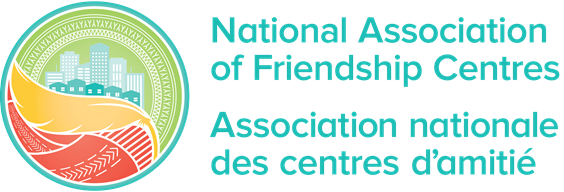 National Association
of Friendship Centres
Association nationale
des centres d'amitié